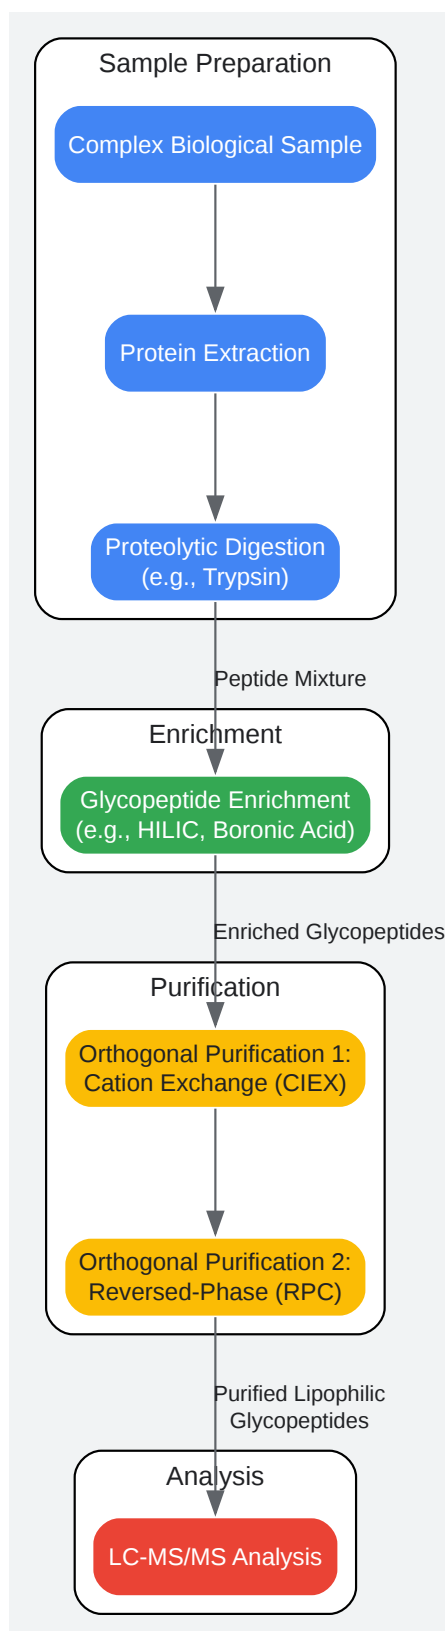 Sample Preparation
Complex Biological Sample
Protein Extraction
Proteolytic Digestion
(e.g., Trypsin)
Peptide Mixture
Enrichment
Glycopeptide Enrichment
(e.g., HILIC, Boronic Acid)
Enriched Glycopeptides
Purification
Orthogonal Purification 1:
Cation Exchange (CIEX)
Orthogonal Purification 2:
Reversed-Phase (RPC)
Purified Lipophilic
Glycopeptides
Analysis
LC-MS/MS Analysis